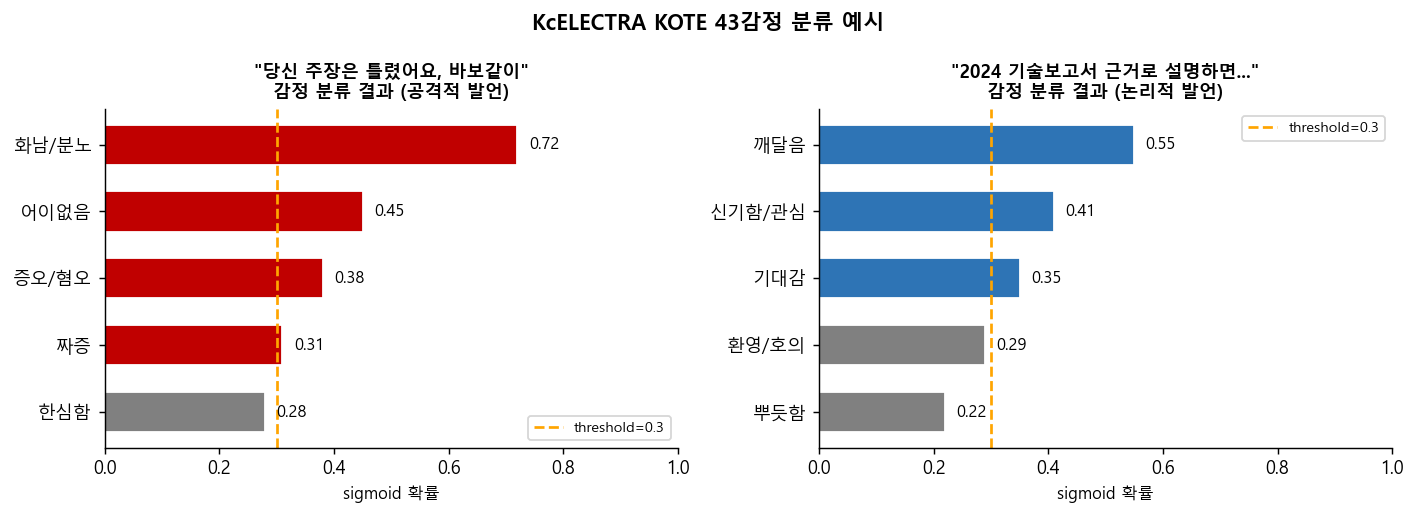 KcELECTRA KOTE 43감정 분류 예시
"당신 주장은 틀렸어요, 바보같이"
감정 분류 결과 (공격적 발언)
화남/분노
0.72
어이없음
0.45
증오/혐오
0.38
짜증
0.31
한심함
0.28
threshold=0.3
0.0 0.2 0.4 0.6 0.8 1.0
sigmoid 확률
"2024 기술보고서 근거로 설명하면..."
감정 분류 결과 (논리적 발언)
threshold=0.3
깨달음
0.55
신기함/관심
0.41
기대감
0.35
환영/호의
0.29
뿌듯함
0.22
0.0 0.2 0.4 0.6 0.8 1.0
sigmoid 확률